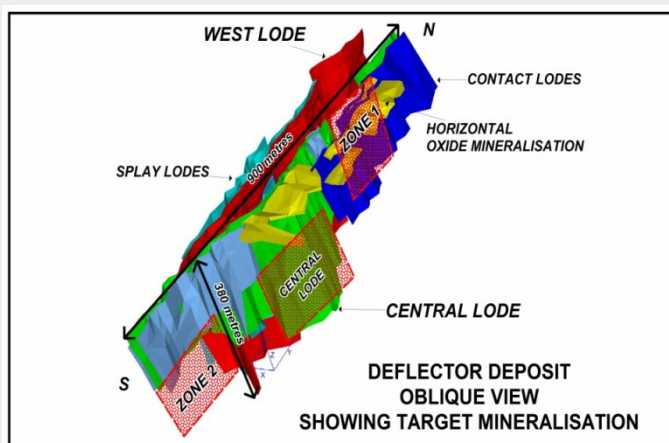 WEST LODE
N
CONTACT LODES
ZONE 1
HORIZONTAL
OXIDE MINERALISATION
SPLAY LODES
900 metres
CENTRAL
LODE
380 metres
CENTRAL LODE
Z
Y
X
S
ZONE 2
DEFLECTOR DEPOSIT
OBLIQUE VIEW
SHOWING TARGET MINERALISATION